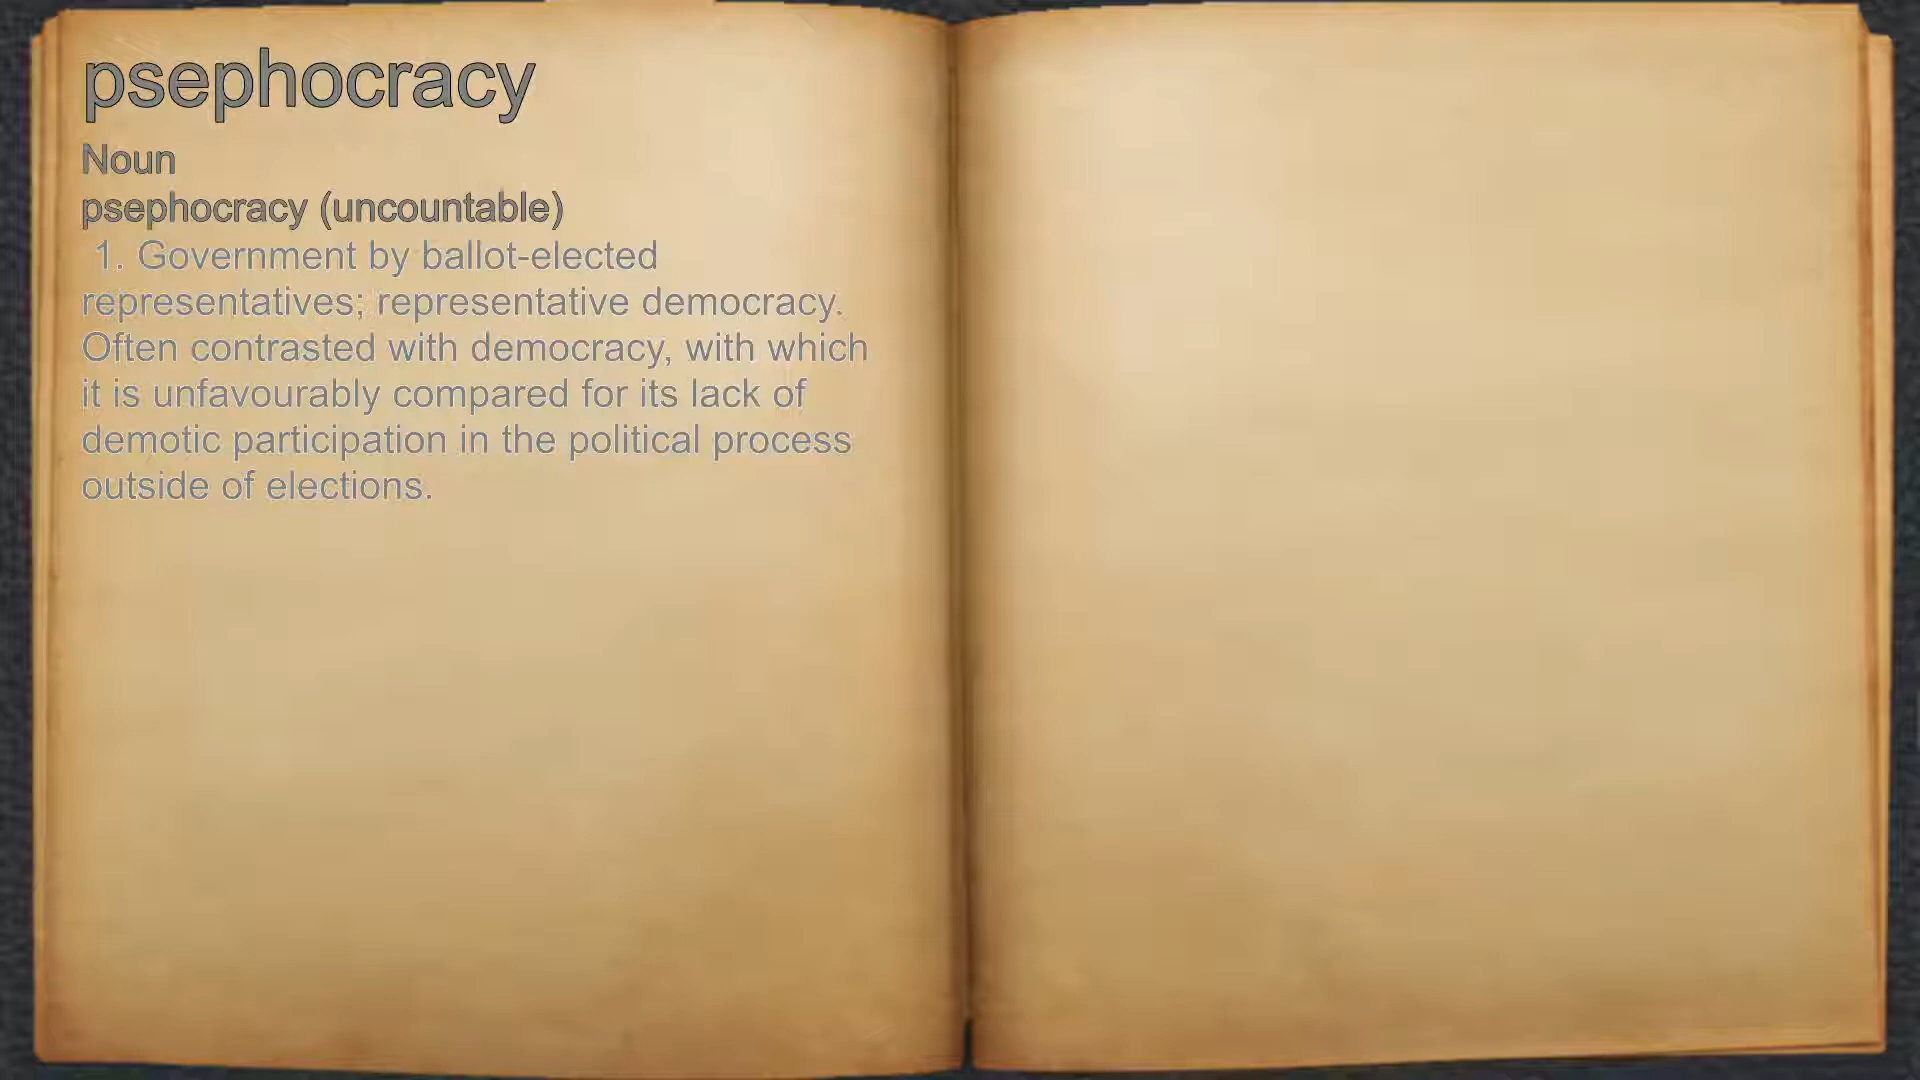 psephocracy
Noun
psephocracy (uncountable)
1. Government by ballot-elected
representatives; representative democracy.
Often contrasted with democracy, with which
it is unfavourably compared for its lack of
demotic participation in the political process
outside of elections.